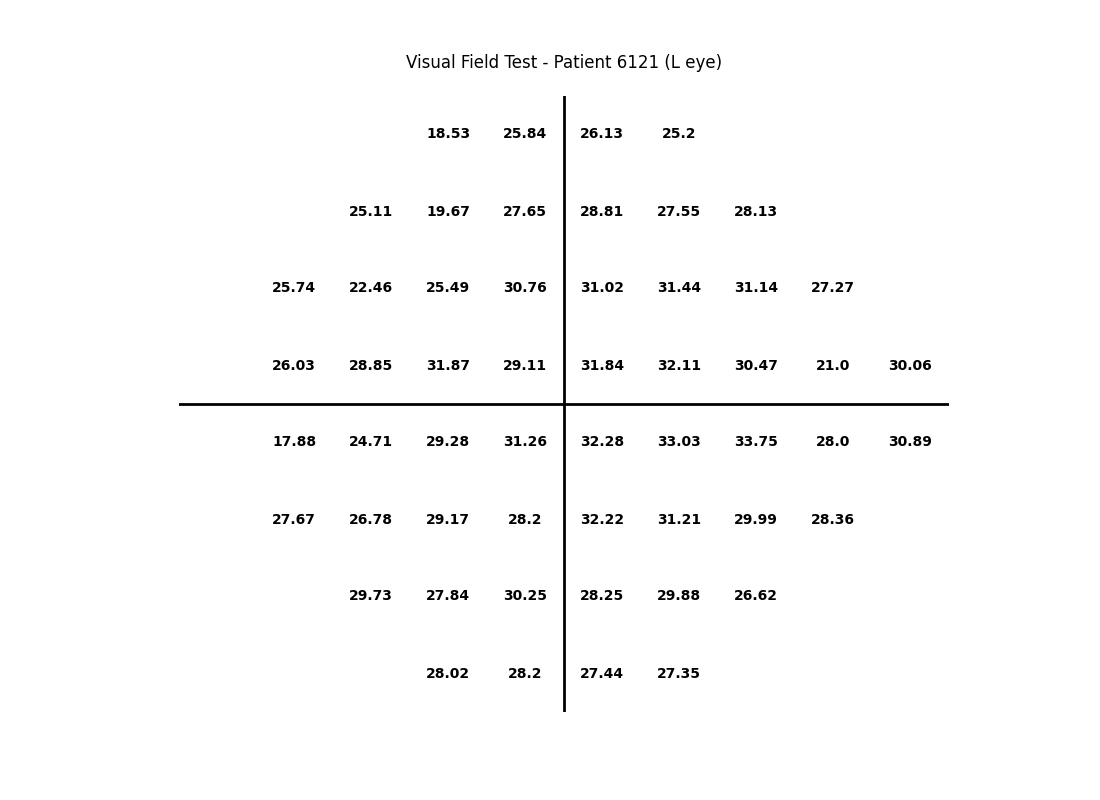 Visual Field Test - Patient 6121 (L eye)
18.53 25.84 26.13 25.2
25.11 19.67 27.65 28.81 27.55 28.13
25.74 22.46 25.49 30.76 31.02 31.44 31.14 27.27
26.03 28.85 31.87 29.11 31.84 32.11 30.47 21.0 30.06
17.88 24.71 29.28 31.26 32.28 33.03 33.75 28.0 30.89
27.67 26.78 29.17 28.2 32.22 31.21 29.99 28.36
29.73 27.84 30.25 28.25 29.88 26.62
28.02 28.2 27.44 27.35